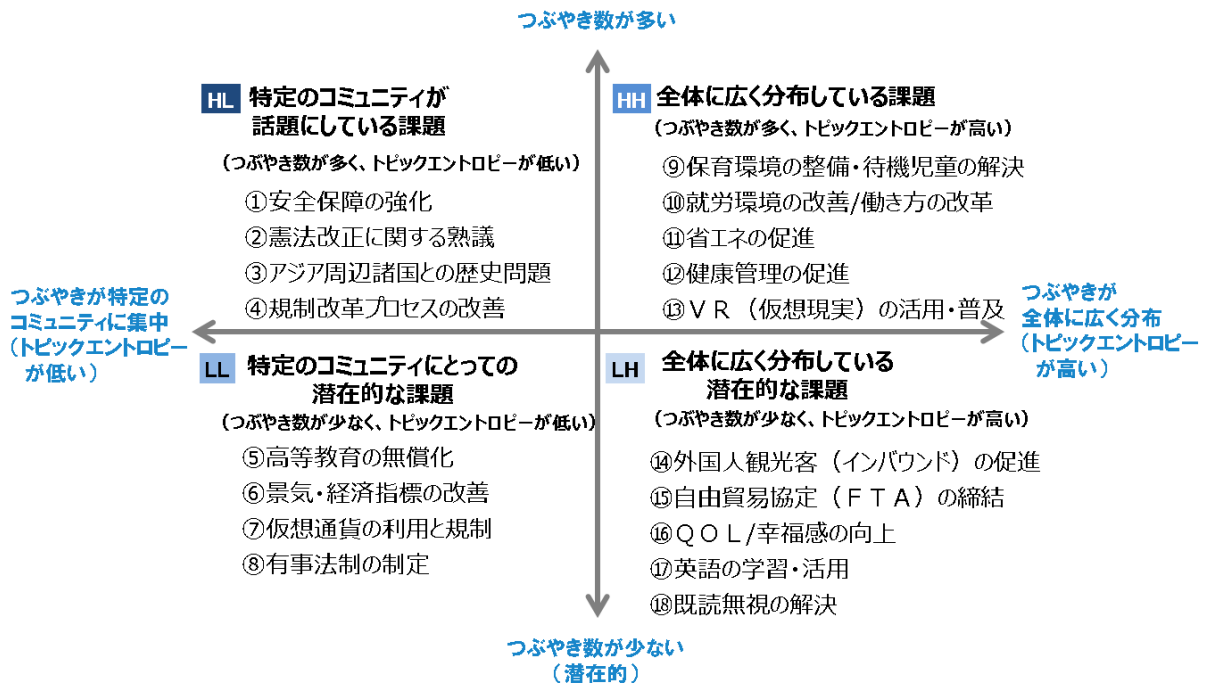 つぶやき数が多い
HL 特定のコミュニティが
話題にしている課題
(つぶやき数が多く、トピックエントロピーが低い)
①安全保障の強化
②憲法改正に関する熟議
③アジア周辺諸国との歴史問題
④規制改革プロセスの改善
HH 全体に広く分布している課題
(つぶやき数が多く、トピックエントロピーが高い)
⑨保育環境の整備・待機児童の解決
⑩就労環境の改善/働き方の改革
⑪省エネの促進
⑫健康管理の促進
⑬VR(仮想現実)の活用・普及
つぶやきが特定の
コミュニティに集中
(トピックエントロピー
が低い)
つぶやきが
全体に広く分布
(トピックエントロピー
が高い)
LL 特定のコミュニティにとっての
潜在的な課題
(つぶやき数が少なく、トピックエントロピーが低い)
⑤高等教育の無償化
⑥景気・経済指標の改善
⑦仮想通貨の利用と規制
⑧有事法制の制定
LH 全体に広く分布している
潜在的な課題
(つぶやき数が少なく、トピックエントロピーが高い)
⑭外国人観光客(インバウンド)の促進
⑮自由貿易協定(FTA)の締結
⑯QOL/幸福感の向上
⑰英語の学習・活用
⑱既読無視の解決
つぶやき数が少ない
(潜在的)